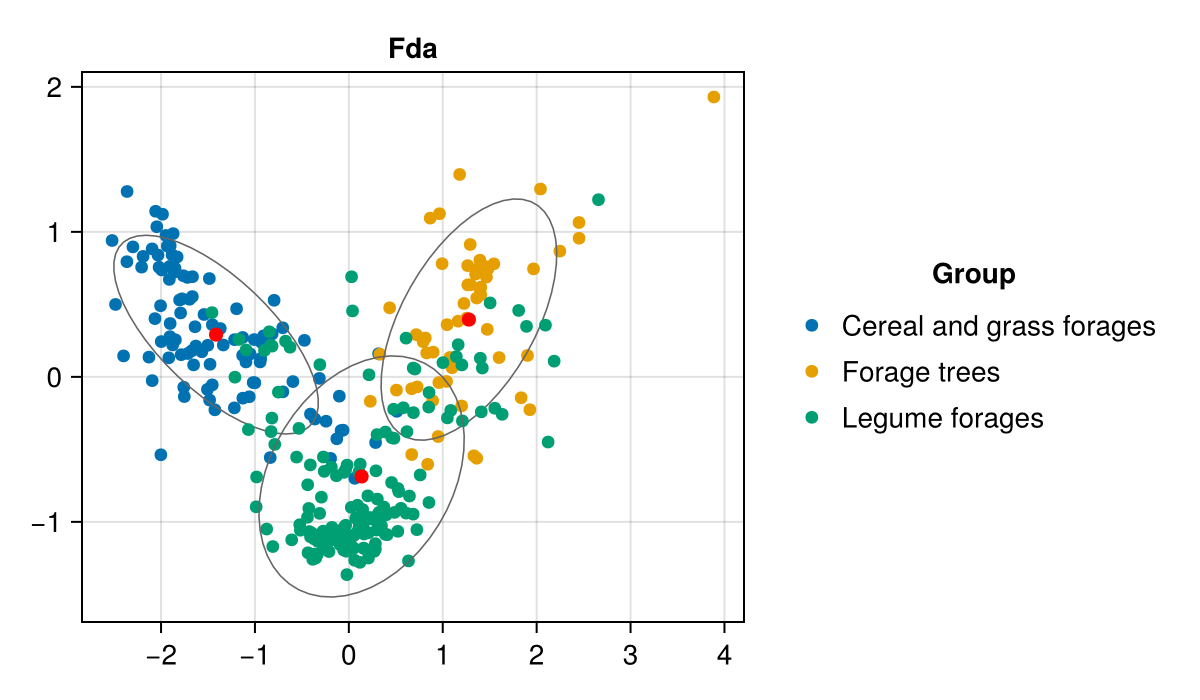 Fda
2
1
0
−1
−2
−1
0
1
2
3
4
Group
Cereal and grass forages
Forage trees
Legume forages